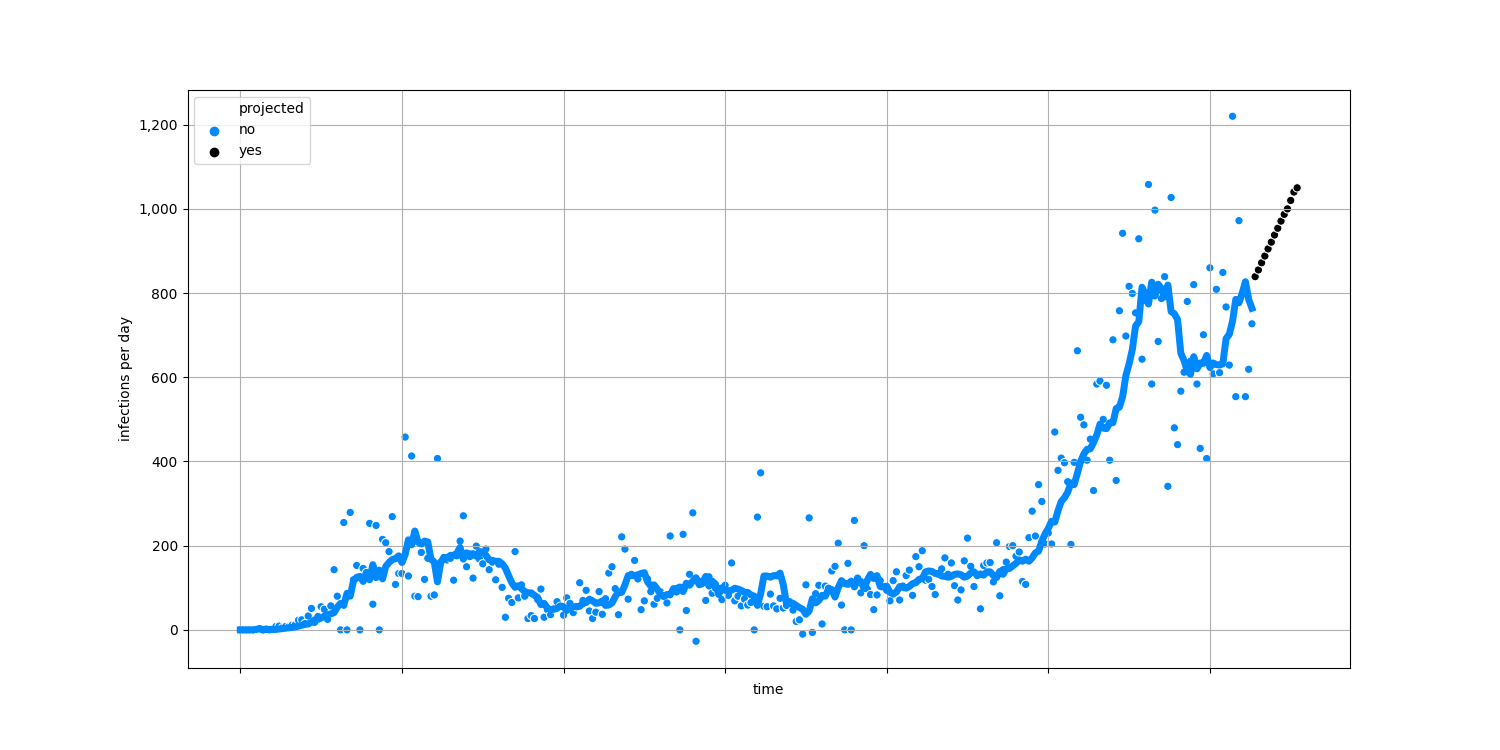 projected
no
yes
1,200
1,000
800
600
400
200
0
infections per day
time